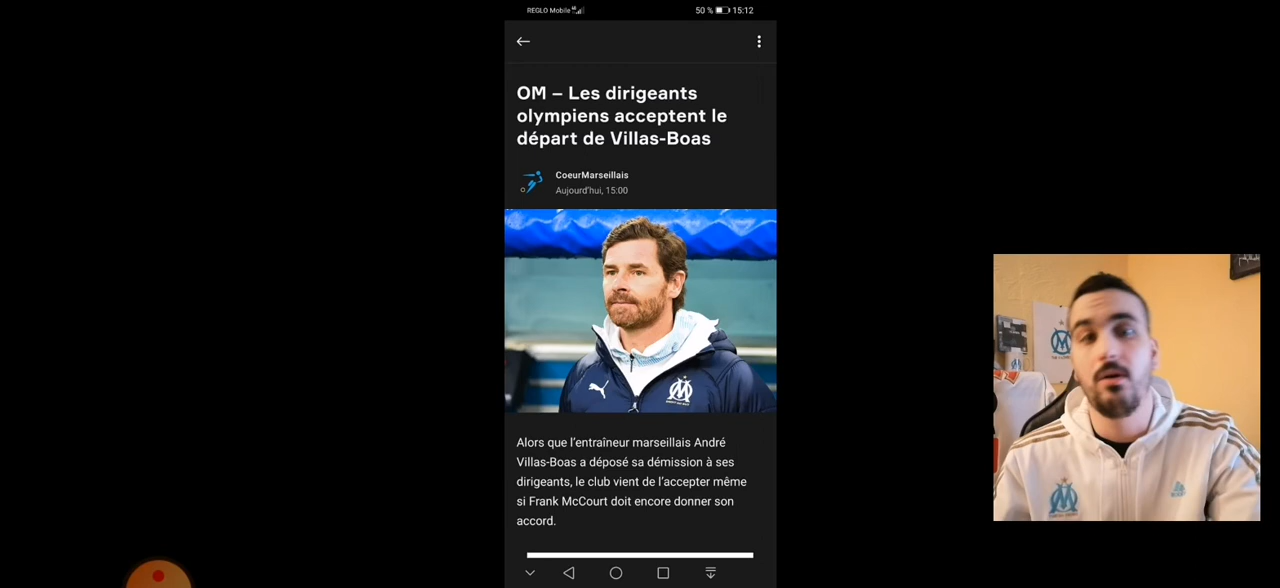 REGLO Mobile
50 % 15:12
OM – Les dirigeants
olympiens acceptent le
départ de Villas-Boas
CoeurMarseillais
Aujourd'hui, 15:00
Alors que l'entraîneur marseillais André
Villas-Boas a déposé sa démission à ses
dirigeants, le club vient de l'accepter même
si Frank McCourt doit encore donner son
accord.